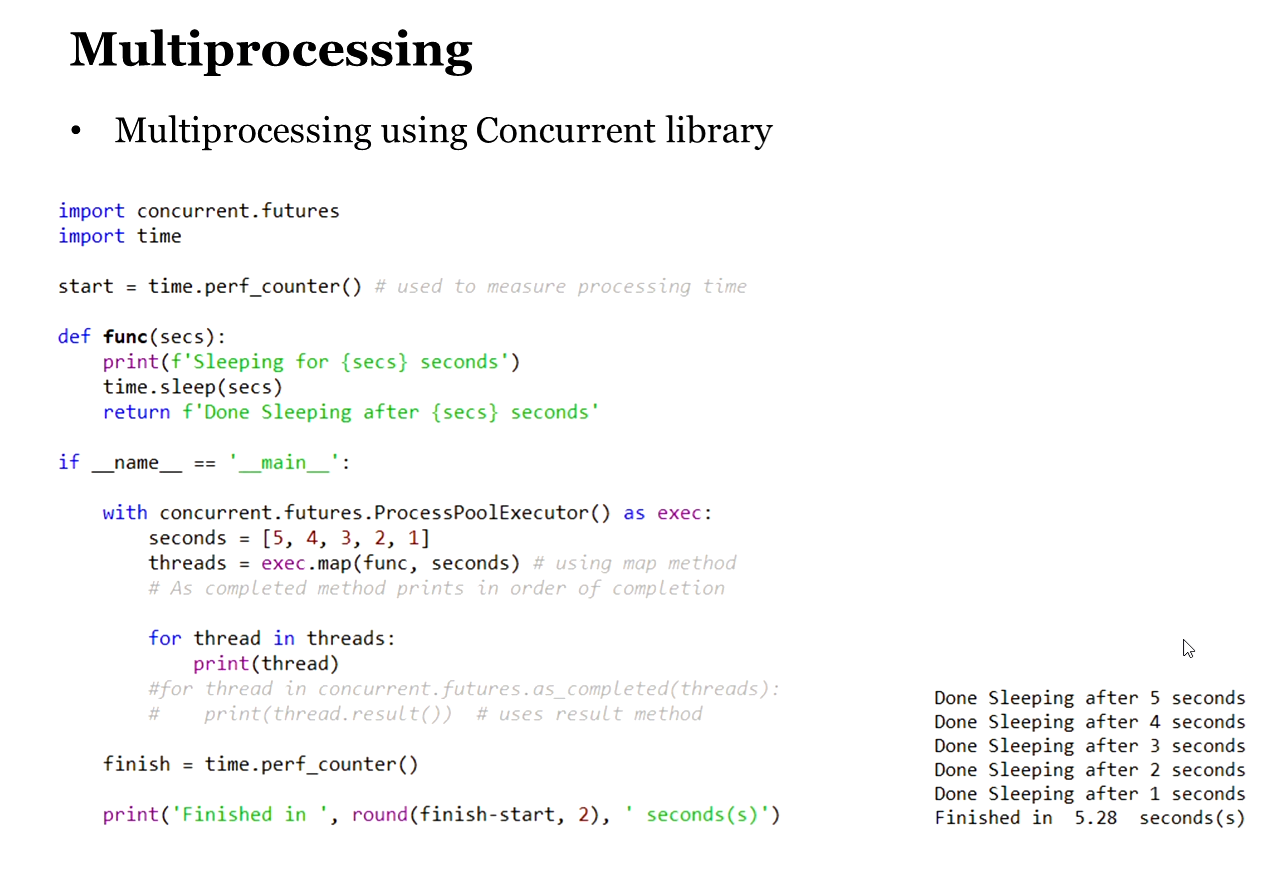 Multiprocessing
• Multiprocessing using Concurrent library
import concurrent.futures
import time
start = time.perf_counter() # used to measure processing time
def func(secs):
    print(f'Sleeping for {secs} seconds')
    time.sleep(secs)
    return f'Done Sleeping after {secs} seconds'
if __name__ == '__main__':
    with concurrent.futures.ProcessPoolExecutor() as exec:
        seconds = [5, 4, 3, 2, 1]
        threads = exec.map(func, seconds) # using map method
        # As completed method prints in order of completion
        for thread in threads:
            print(thread)
        #for thread in concurrent.futures.as_completed(threads):
        #    print(thread.result())  # uses result method
    finish = time.perf_counter()
    print('Finished in ', round(finish-start, 2), ' seconds(s)')
Done Sleeping after 5 seconds
Done Sleeping after 4 seconds
Done Sleeping after 3 seconds
Done Sleeping after 2 seconds
Done Sleeping after 1 seconds
Finished in  5.28  seconds(s)